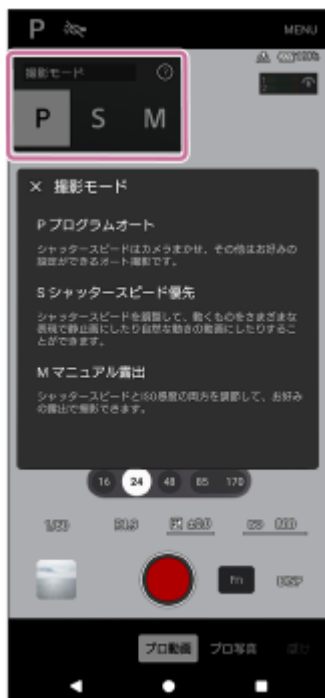 P MENU
撮影モード ?
P S M
× 撮影モード
P プログラムオート
シャッタースピードはカメラまかせ、その他はお好みの
設定ができるオート撮影です。
S シャッタースピード優先
シャッタースピードを調整して、動くものをさまざまな
表現で静止画にしたり自然な動きの動画にしたりするこ
とができます。
M マニュアル露出
シャッタースピードとISO感度の両方を調節して、お好み
の露出で撮影できます。
16 24 48 85 170
Fn DISP
プロ動画 プロ写真